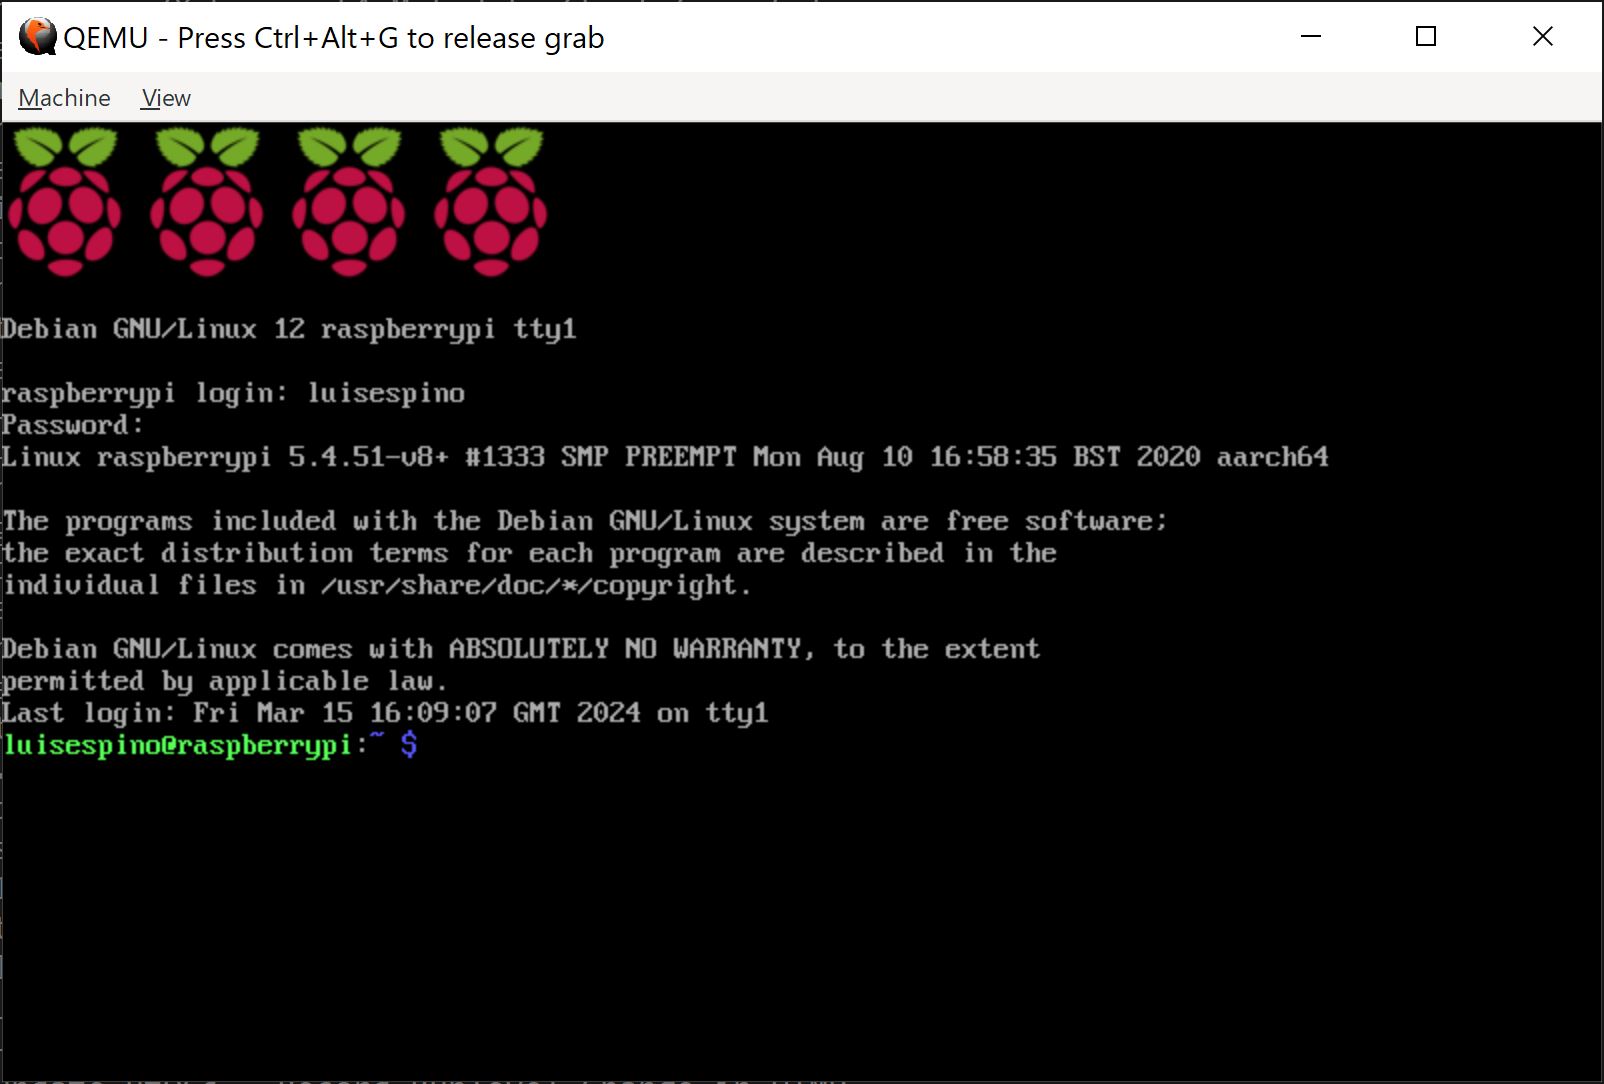 QEMU - Press Ctrl+Alt+G to release grab
Machine View
Debian GNU/Linux 12 raspberrypi tty1
raspberrypi login: luisespino
Password:
Linux raspberrypi 5.4.51-v8+ #1333 SMP PREEMPT Mon Aug 10 16:58:35 BST 2020 aarch64
The programs included with the Debian GNU/Linux system are free software;
the exact distribution terms for each program are described in the
individual files in /usr/share/doc/*/copyright.
Debian GNU/Linux comes with ABSOLUTELY NO WARRANTY, to the extent
permitted by applicable law.
Last login: Fri Mar 15 16:09:07 GMT 2024 on tty1
luisespino@raspberrypi:~ $